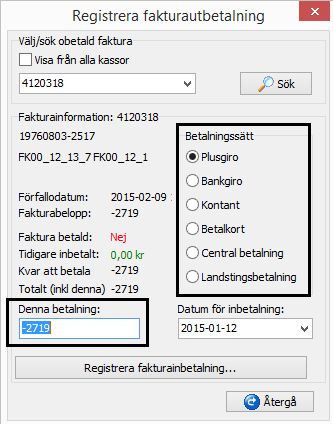 Registrera fakturautbetalning
Välj/sök obetald faktura
Visa från alla kassor
4120318
Sök
Fakturainformation: 4120318
19760803-2517
FK00_12_13_7 FK00_12_1
Förfallodatum: 2015-02-09
Fakturabelopp: -2719
Faktura betald: Nej
Tidigare inbetalt: 0,00 kr
Kvar att betala -2719
Totalt (inkl denna) -2719
Betalningssätt
Plusgiro
Bankgiro
Kontant
Betalkort
Central betalning
Landstingsbetalning
Denna betalning:
-2719
Datum för inbetalning:
2015-01-12
Registrera fakturainbetalning...
Återgå